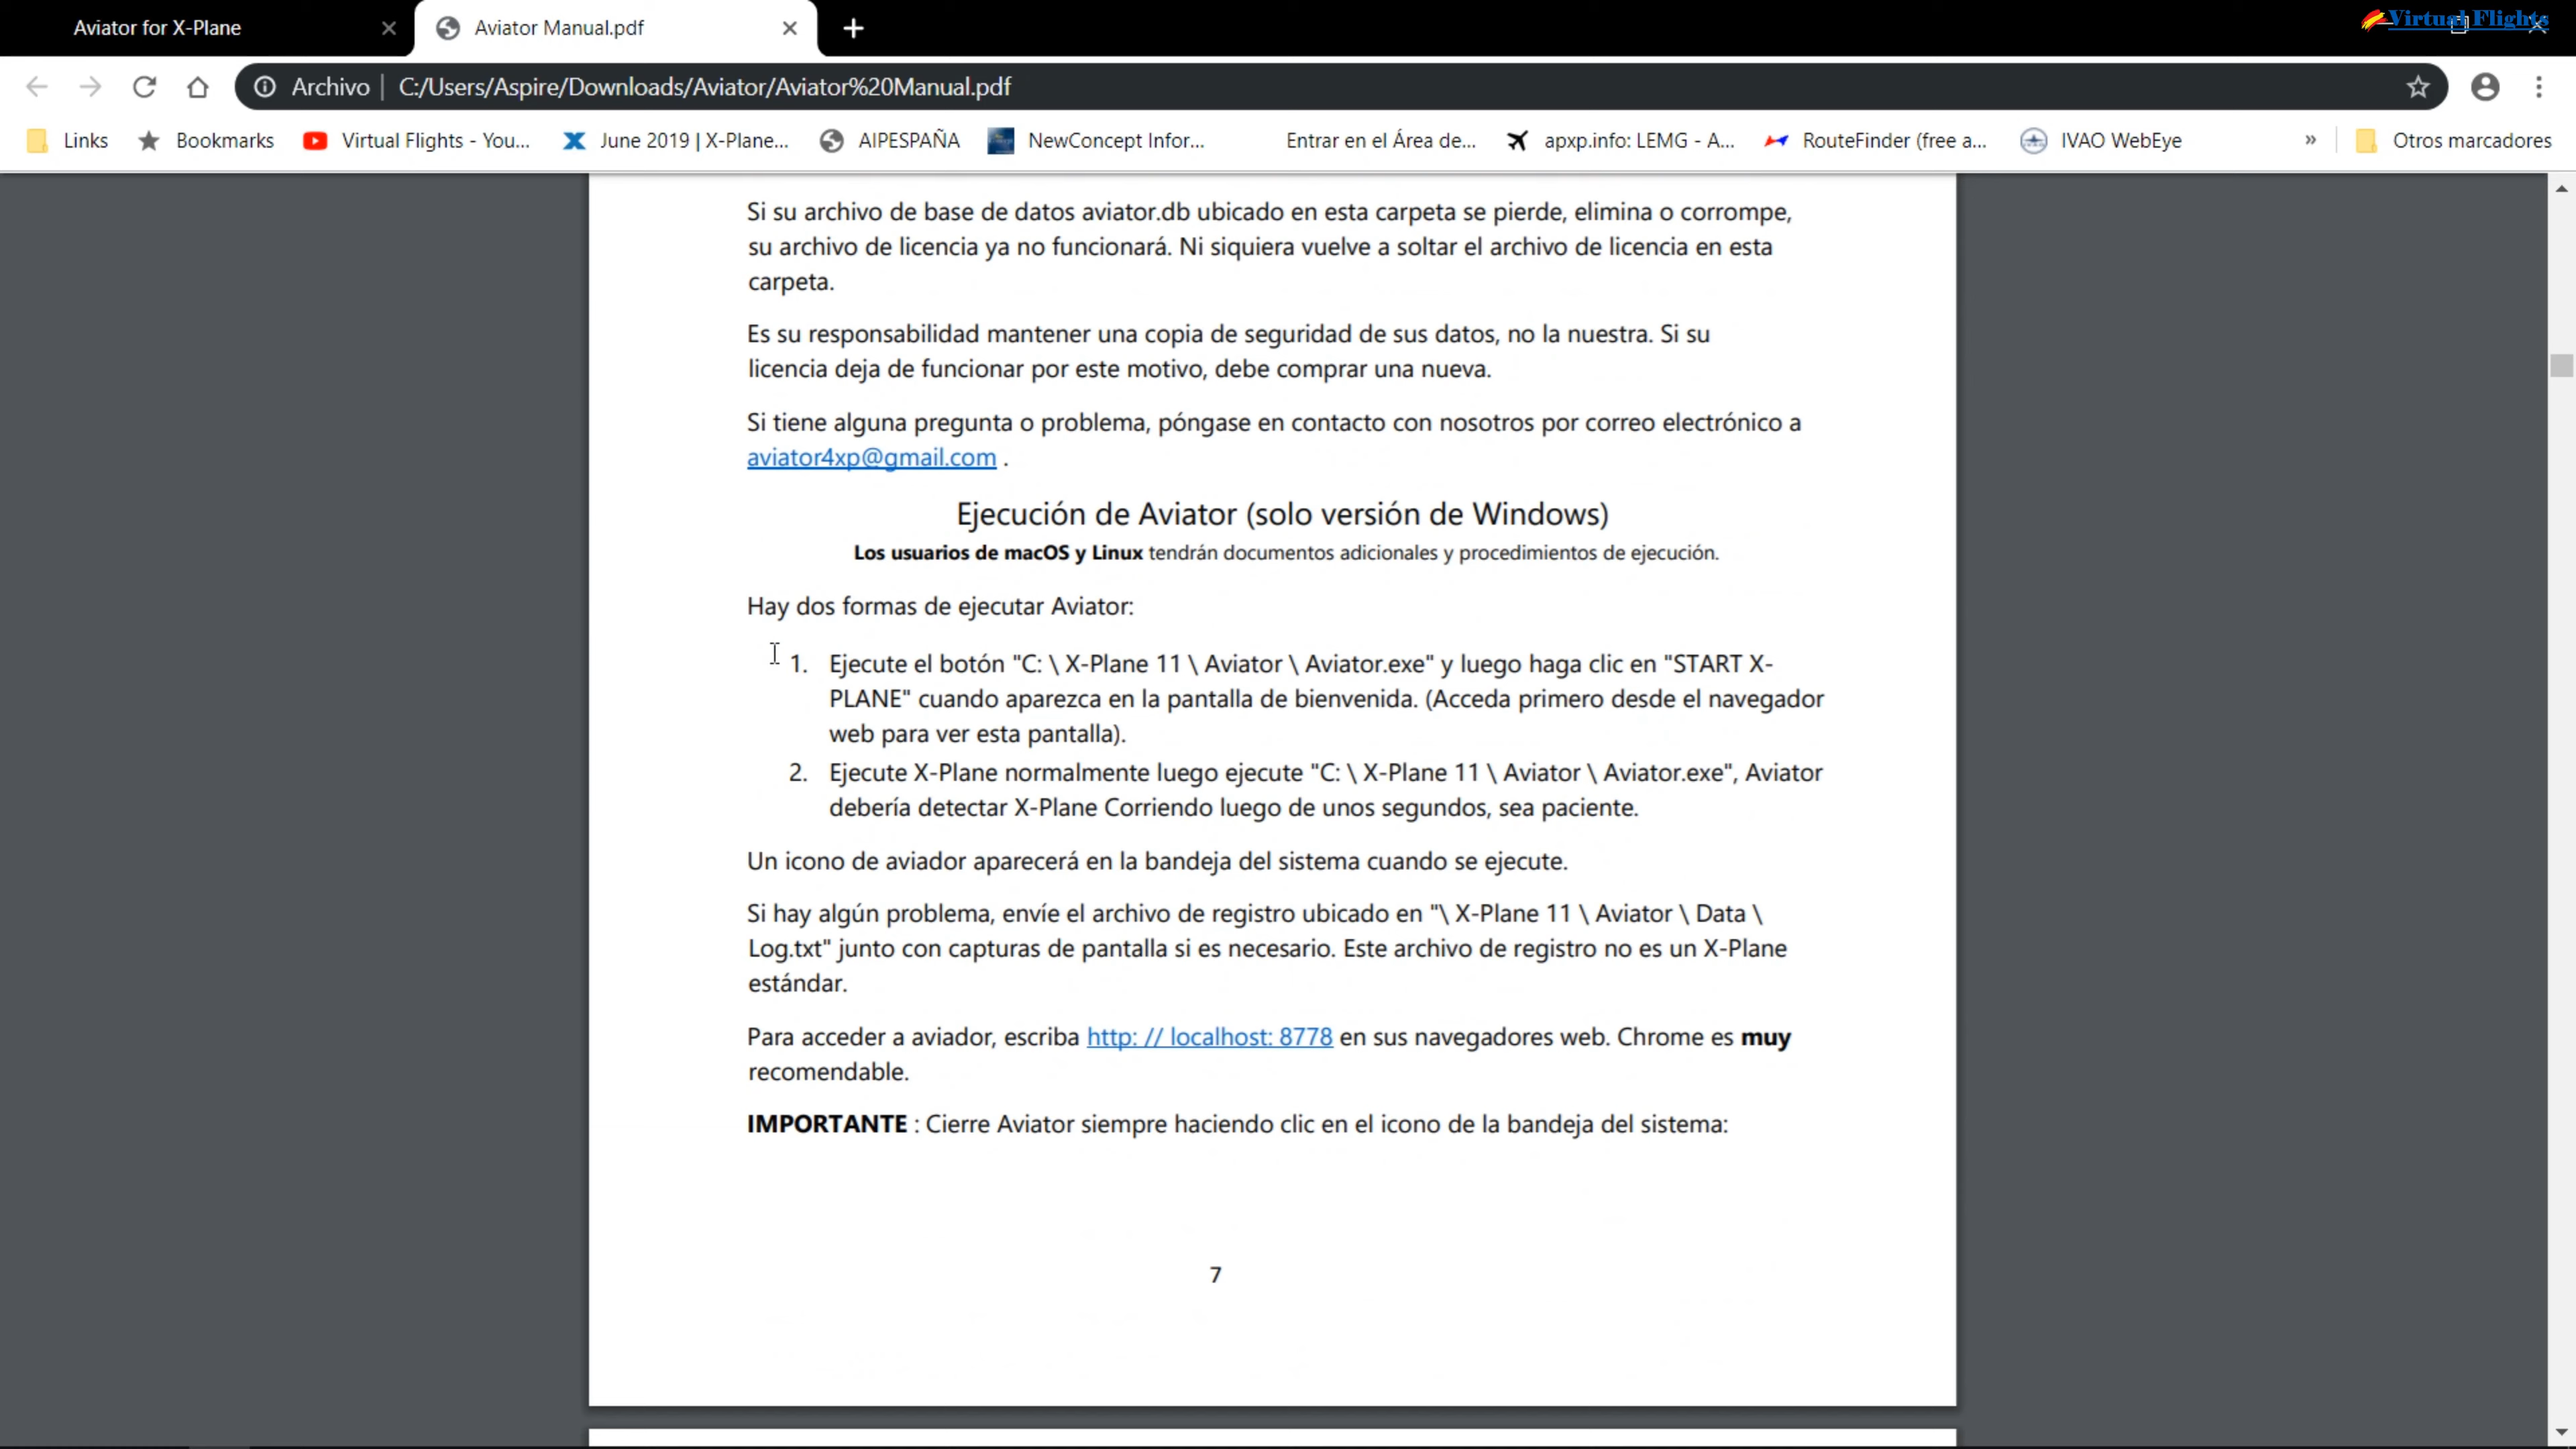 Aviator for X-Plane
Aviator Manual.pdf
Virtual Flights
Archivo
C:/Users/Aspire/Downloads/Aviator/Aviator%20Manual.pdf
Links
Bookmarks
Virtual Flights - You...
June 2019 | X-Plane...
AIPESPAÑA
NewConcept Infor...
Entrar en el Área de...
apxp.info: LEMG - A...
RouteFinder (free a...
IVAO WebEye
»
Otros marcadores
Si su archivo de base de datos aviator.db ubicado en esta carpeta se pierde, elimina o corrompe,
su archivo de licencia ya no funcionará. Ni siquiera vuelve a soltar el archivo de licencia en esta
carpeta.
Es su responsabilidad mantener una copia de seguridad de sus datos, no la nuestra. Si su
licencia deja de funcionar por este motivo, debe comprar una nueva.
Si tiene alguna pregunta o problema, póngase en contacto con nosotros por correo electrónico a
aviator4xp@gmail.com .
Ejecución de Aviator (solo versión de Windows)
Los usuarios de macOS y Linux tendrán documentos adicionales y procedimientos de ejecución.
Hay dos formas de ejecutar Aviator:
1. Ejecute el botón "C: \ X-Plane 11 \ Aviator \ Aviator.exe" y luego haga clic en "START X-
PLANE" cuando aparezca en la pantalla de bienvenida. (Acceda primero desde el navegador
web para ver esta pantalla).
2. Ejecute X-Plane normalmente luego ejecute "C: \ X-Plane 11 \ Aviator \ Aviator.exe", Aviator
debería detectar X-Plane Corriendo luego de unos segundos, sea paciente.
Un icono de aviador aparecerá en la bandeja del sistema cuando se ejecute.
Si hay algún problema, envíe el archivo de registro ubicado en "\ X-Plane 11 \ Aviator \ Data \
Log.txt" junto con capturas de pantalla si es necesario. Este archivo de registro no es un X-Plane
estándar.
Para acceder a aviador, escriba http: // localhost: 8778 en sus navegadores web. Chrome es muy
recomendable.
IMPORTANTE : Cierre Aviator siempre haciendo clic en el icono de la bandeja del sistema:
7